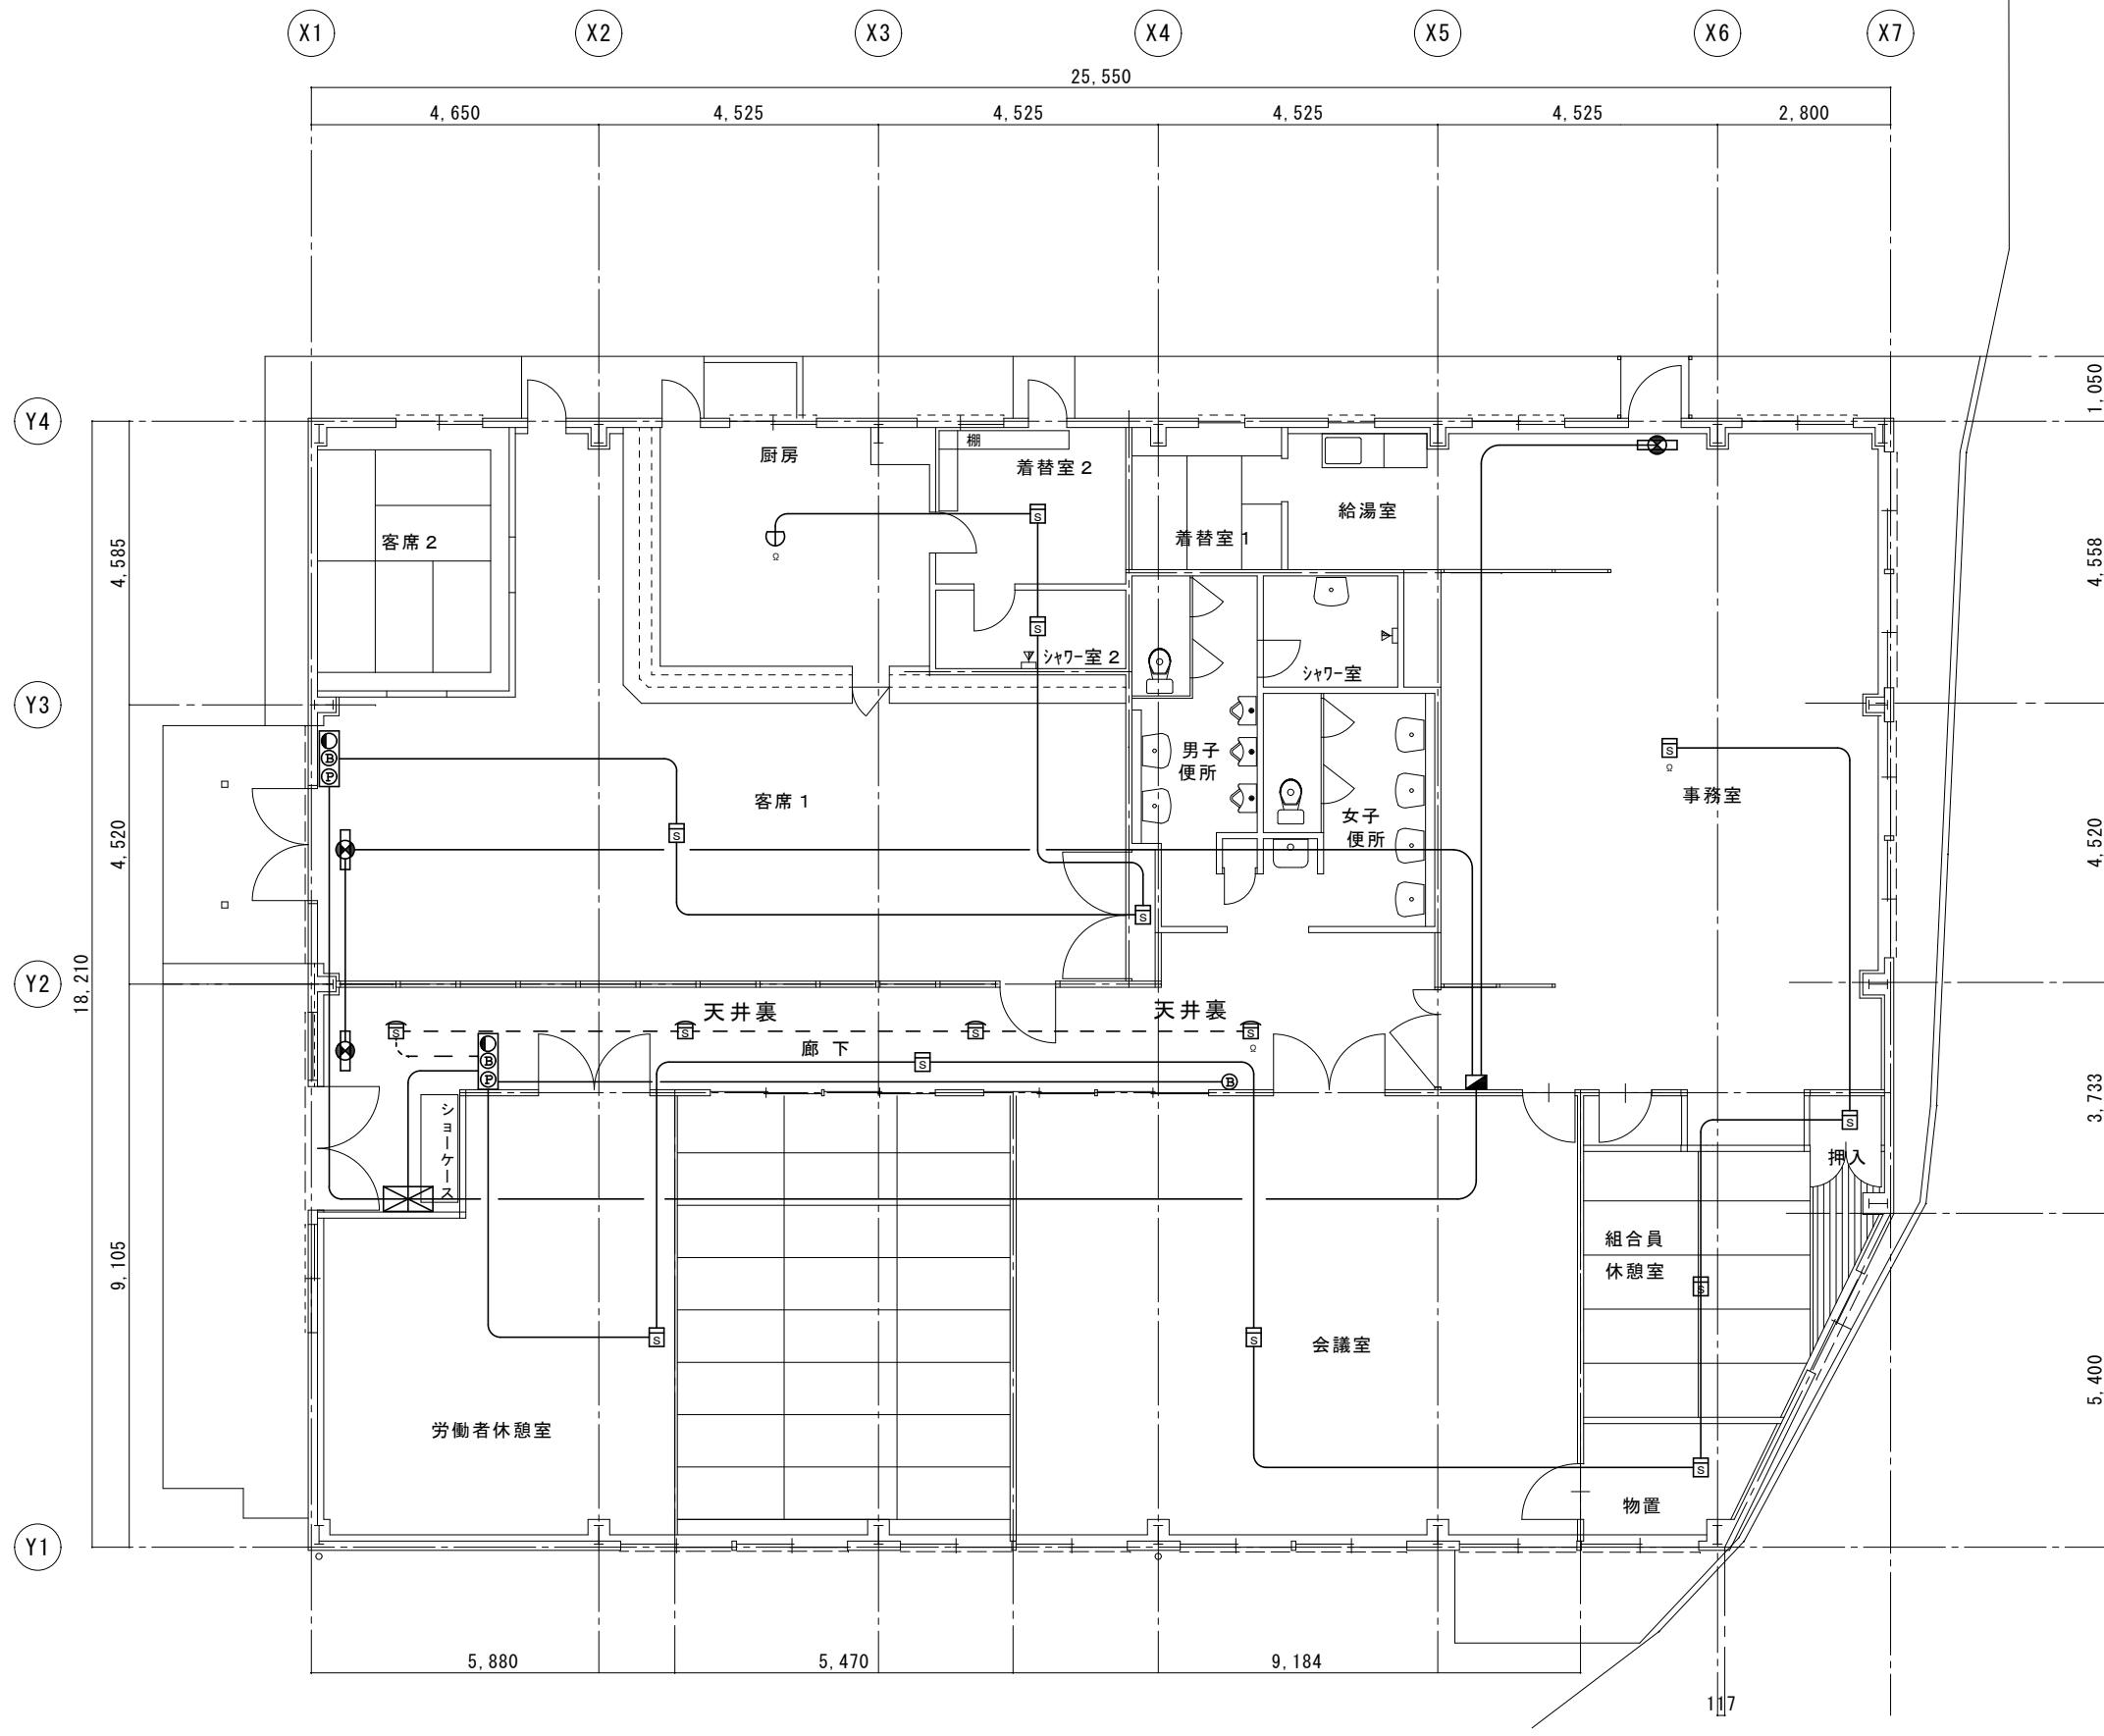 X1 X2 X3 X4 X5 X6 X7
25,550
4,650 4,525 4,525 4,525 4,525 2,800
Y4
1,050
厨房
棚
着替室2
給湯室
着替室1
客席2
S
4,585
4,558
Ω
S
シャワー室2
シャワー室
Y3
B
P
男子
便所
S
Ω
事務室
客席1
女子
便所
S
4,520
4,520
S
Y2
18,210
天井裏
天井裏
S S S S
Ω
廊下
S
B
P
B
ショーケース
3,733
S
押入
組合員
休憩室
S
9,105
S
S
会議室
5,400
労働者休憩室
S
物置
Y1
5,880 5,470 9,184
117